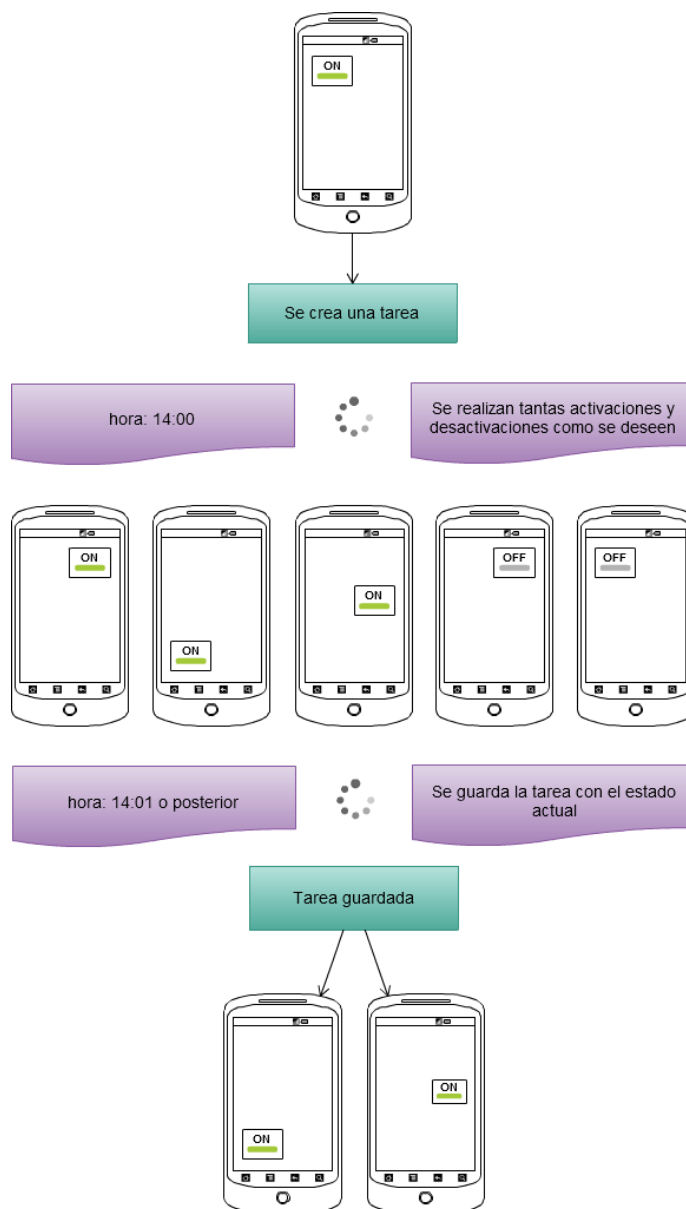 ON
Se crea una tarea
hora: 14:00
Se realizan tantas activaciones y
desactivaciones como se deseen
ON
ON
ON
OFF
OFF
hora: 14:01 o posterior
Se guarda la tarea con el estado
actual
Tarea guardada
ON
ON